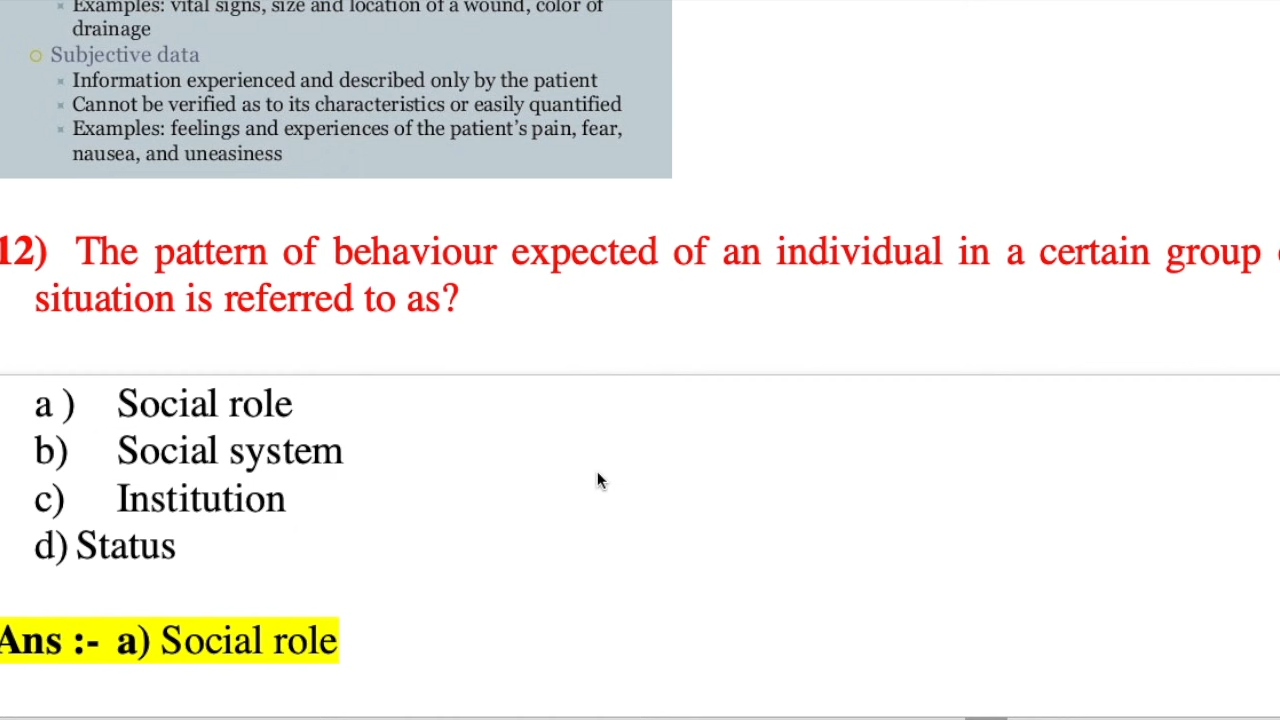 Examples: vital signs, size and location of a wound, color of
drainage
Subjective data
Information experienced and described only by the patient
Cannot be verified as to its characteristics or easily quantified
Examples: feelings and experiences of the patient's pain, fear,
nausea, and uneasiness
12) The pattern of behaviour expected of an individual in a certain group
situation is referred to as?
a ) Social role
b) Social system
c) Institution
d) Status
Ans :- a) Social role